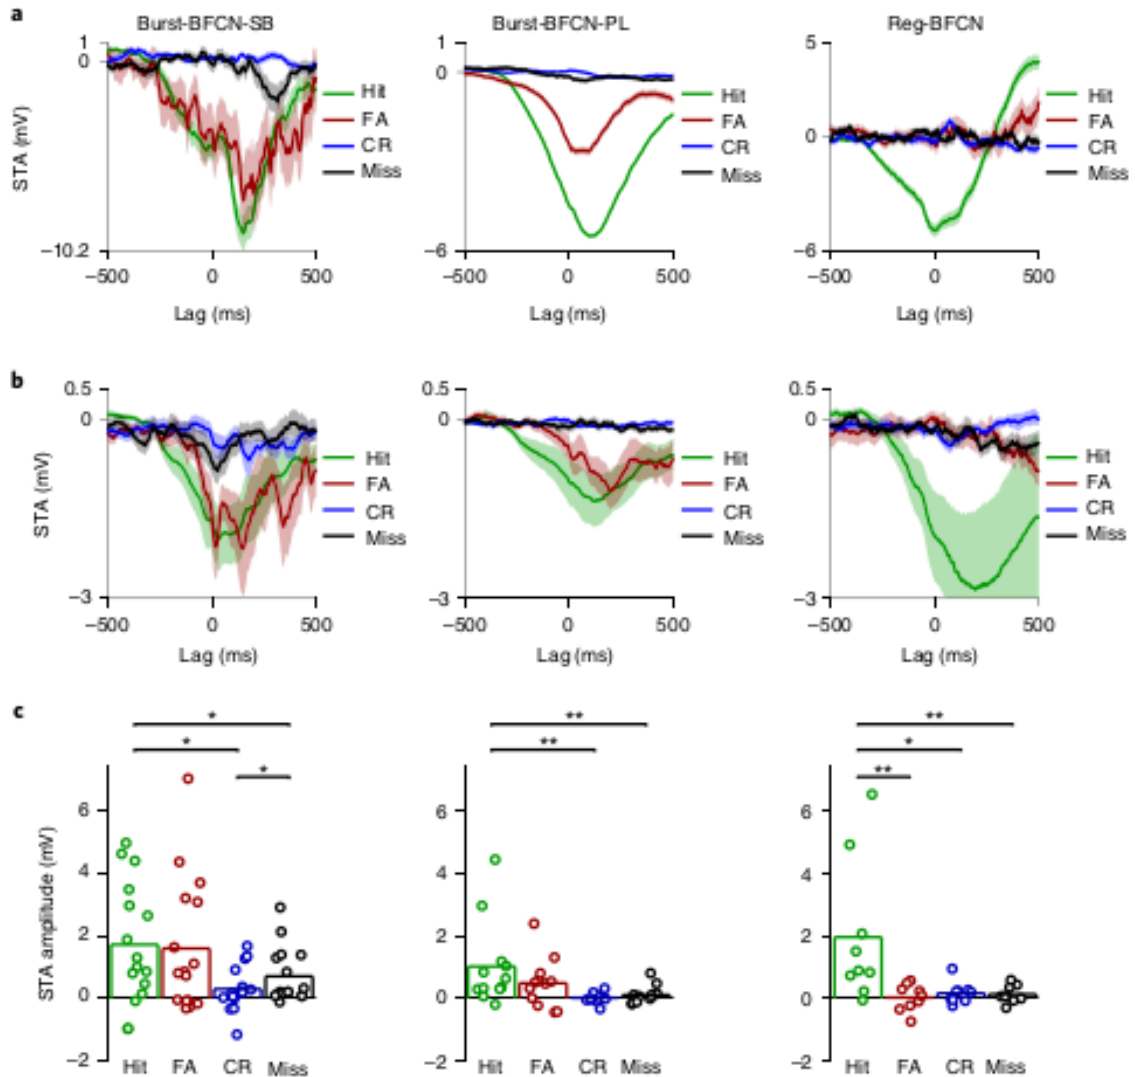 a
Burst-BFCN-SB Burst-BFCN-PL Reg-BFCN
1 1 5
0 0 0
STA (mV)
Hit Hit Hit
FA FA FA
CR CR CR
Miss Miss Miss
−10.2 −6 −6
−500 0 500 −500 0 500 −500 0 500
Lag (ms) Lag (ms) Lag (ms)
b
0.5 0.5 0.5
0 0 0
STA (mV)
Hit Hit Hit
FA FA FA
CR CR CR
Miss Miss Miss
−3 −3 −3
−500 0 500 −500 0 500 −500 0 500
Lag (ms) Lag (ms) Lag (ms)
c
* ** **
* ** *
* **
STA amplitude (mV)
6 6 6
4 4 4
2 2 2
0 0 0
−2 −2 −2
Hit FA CR Miss Hit FA CR Miss Hit FA CR Miss